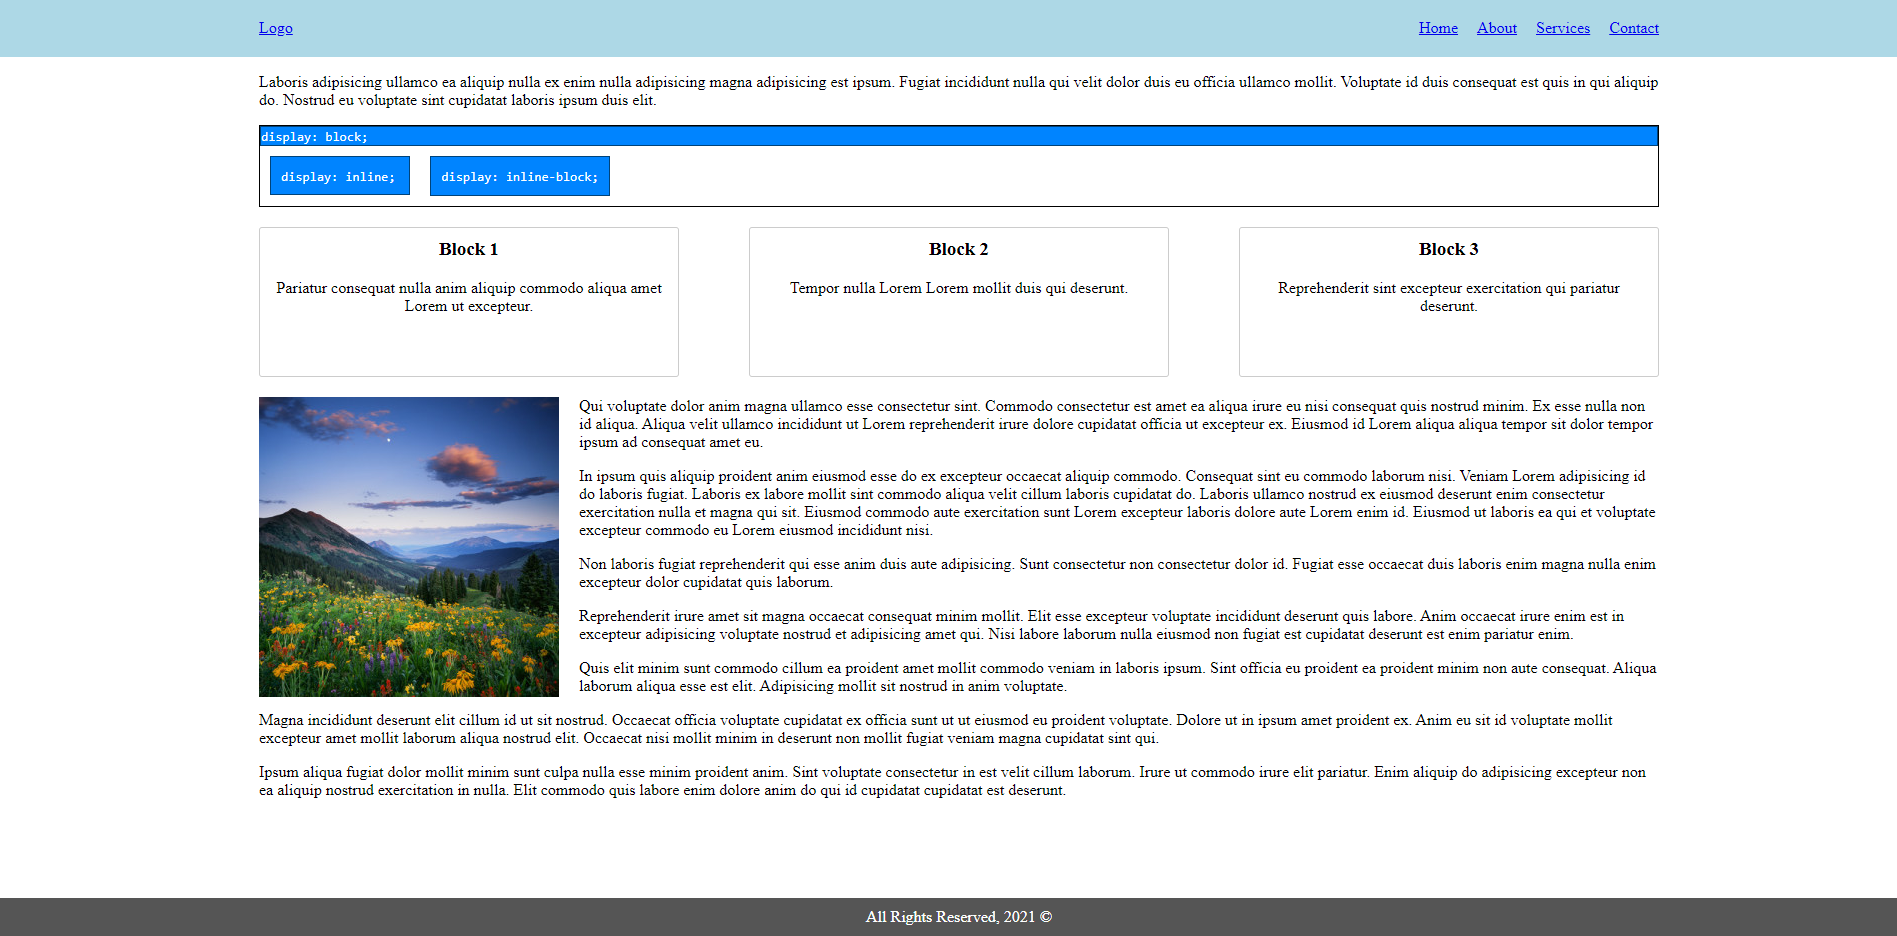 Logo
Home About Services Contact
Laboris adipisicing ullamco ea aliquip nulla ex enim nulla adipisicing magna adipisicing est ipsum. Fugiat incididunt nulla qui velit dolor duis eu officia ullamco mollit. Voluptate id duis consequat est quis in qui aliquip
do. Nostrud eu voluptate sint cupidatat laboris ipsum duis elit.
display: block;
display: inline;
display: inline-block;
Block 1
Pariatur consequat nulla anim aliquip commodo aliqua amet
Lorem ut excepteur.
Block 2
Tempor nulla Lorem Lorem mollit duis qui deserunt.
Block 3
Reprehenderit sint excepteur exercitation qui pariatur
deserunt.
Qui voluptate dolor anim magna ullamco esse consectetur sint. Commodo consectetur est amet ea aliqua irure eu nisi consequat quis nostrud minim. Ex esse nulla non
id aliqua. Aliqua velit ullamco incididunt ut Lorem reprehenderit irure dolore cupidatat officia ut excepteur ex. Eiusmod id Lorem aliqua aliqua tempor sit dolor tempor
ipsum ad consequat amet eu.
In ipsum quis aliquip proident anim eiusmod esse do ex excepteur occaecat aliquip commodo. Consequat sint eu commodo laborum nisi. Veniam Lorem adipisicing id
do laboris fugiat. Laboris ex labore mollit sint commodo aliqua velit cillum laboris cupidatat do. Laboris ullamco nostrud ex eiusmod deserunt enim consectetur
exercitation nulla et magna qui sit. Eiusmod commodo aute exercitation sunt Lorem excepteur laboris dolore aute Lorem enim id. Eiusmod ut laboris ea qui et voluptate
excepteur commodo eu Lorem eiusmod incididunt nisi.
Non laboris fugiat reprehenderit qui esse anim duis aute adipisicing. Sunt consectetur non consectetur dolor id. Fugiat esse occaecat duis laboris enim magna nulla enim
excepteur dolor cupidatat quis laborum.
Reprehenderit irure amet sit magna occaecat consequat minim mollit. Elit esse excepteur voluptate incididunt deserunt quis labore. Anim occaecat irure enim est in
excepteur adipisicing voluptate nostrud et adipisicing amet qui. Nisi labore laborum nulla eiusmod non fugiat est cupidatat deserunt est enim pariatur enim.
Quis elit minim sunt commodo cillum ea proident amet mollit commodo veniam in laboris ipsum. Sint officia eu proident ea proident minim non aute consequat. Aliqua
laborum aliqua esse est elit. Adipisicing mollit sit nostrud in anim voluptate.
Magna incididunt deserunt elit cillum id ut sit nostrud. Occaecat officia voluptate cupidatat ex officia sunt ut ut eiusmod eu proident voluptate. Dolore ut in ipsum amet proident ex. Anim eu sit id voluptate mollit
excepteur amet mollit laborum aliqua nostrud elit. Occaecat nisi mollit minim in deserunt non mollit fugiat veniam magna cupidatat sint qui.
Ipsum aliqua fugiat dolor mollit minim sunt culpa nulla esse minim proident anim. Sint voluptate consectetur in est velit cillum laborum. Irure ut commodo irure elit pariatur. Enim aliquip do adipisicing excepteur non
ea aliquip nostrud exercitation in nulla. Elit commodo quis labore enim dolore anim do qui id cupidatat cupidatat est deserunt.
All Rights Reserved, 2021 ©